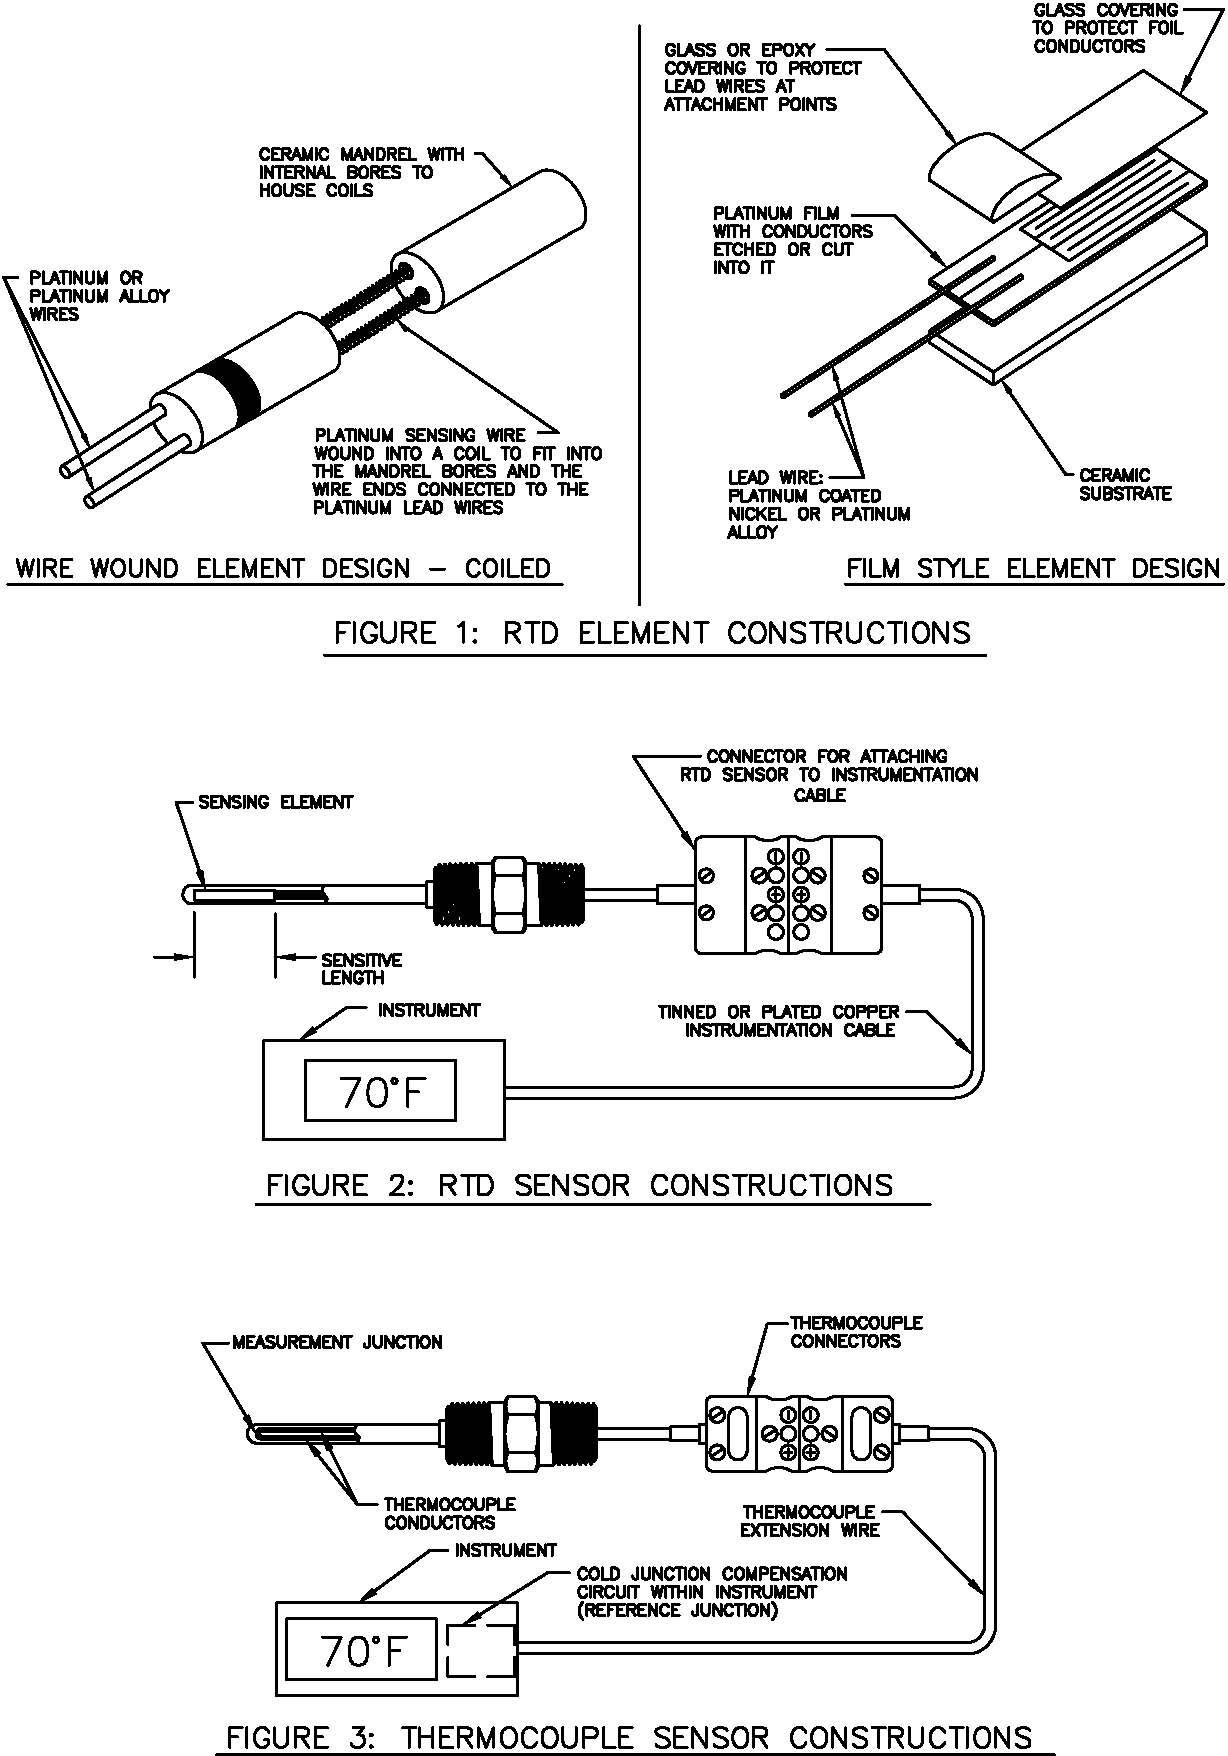 CERAMIC MANDREL WITH
INTERNAL BORES TO
HOUSE COILS
PLATINUM OR
PLATINUM ALLOY
WIRES
PLATINUM SENSING WIRE
WOUND INTO A COIL TO FIT INTO
THE MANDREL BORES AND THE
WIRE ENDS CONNECTED TO THE
PLATINUM LEAD WIRES
WIRE WOUND ELEMENT DESIGN - COILED
GLASS COVERING
TO PROTECT FOIL
CONDUCTORS
GLASS OR EPOXY
COVERING TO PROTECT
LEAD WIRES AT
ATTACHMENT POINTS
PLATINUM FILM
WITH CONDUCTORS
ETCHED OR CUT
INTO IT
LEAD WIRE:
PLATINUM COATED
NICKEL OR PLATINUM
ALLOY
CERAMIC
SUBSTRATE
FILM STYLE ELEMENT DESIGN
FIGURE 1: RTD ELEMENT CONSTRUCTIONS
CONNECTOR FOR ATTACHING
RTD SENSOR TO INSTRUMENTATION
CABLE
SENSING ELEMENT
SENSITIVE
LENGTH
INSTRUMENT
TINNED OR PLATED COPPER
INSTRUMENTATION CABLE
70°F
FIGURE 2: RTD SENSOR CONSTRUCTIONS
THERMOCOUPLE
CONNECTORS
MEASUREMENT JUNCTION
THERMOCOUPLE
CONDUCTORS
THERMOCOUPLE
EXTENSION WIRE
INSTRUMENT
COLD JUNCTION COMPENSATION
CIRCUIT WITHIN INSTRUMENT
(REFERENCE JUNCTION)
70°F
FIGURE 3: THERMOCOUPLE SENSOR CONSTRUCTIONS